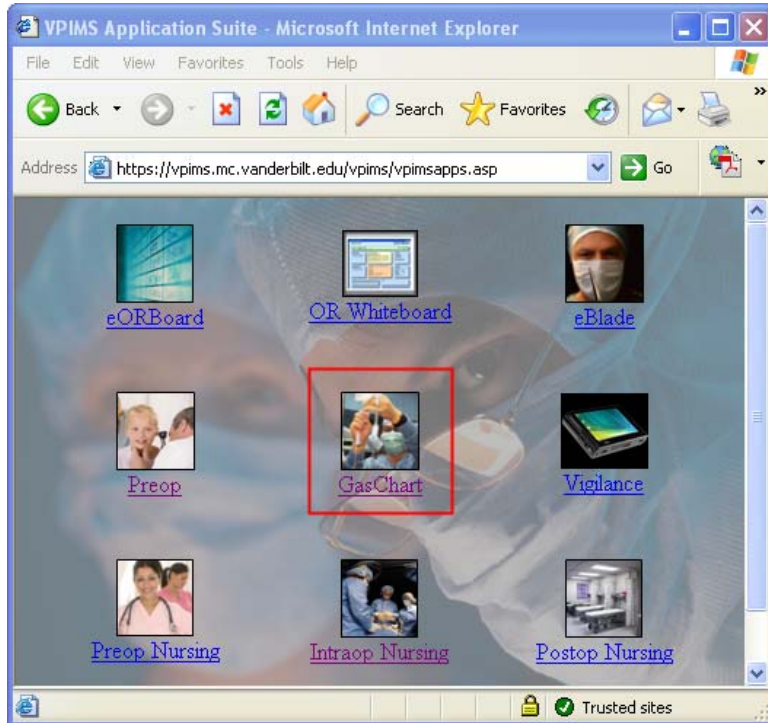 VPIMS Application Suite - Microsoft Internet Explorer
File Edit View Favorites Tools Help
Back Search Favorites »
Address https://vpims.mc.vanderbilt.edu/vpims/vpimsapps.asp Go
eORBoard OR Whiteboard eBlade
Preop GasChart Vigilance
Preop Nursing Intraop Nursing Postop Nursing
Trusted sites